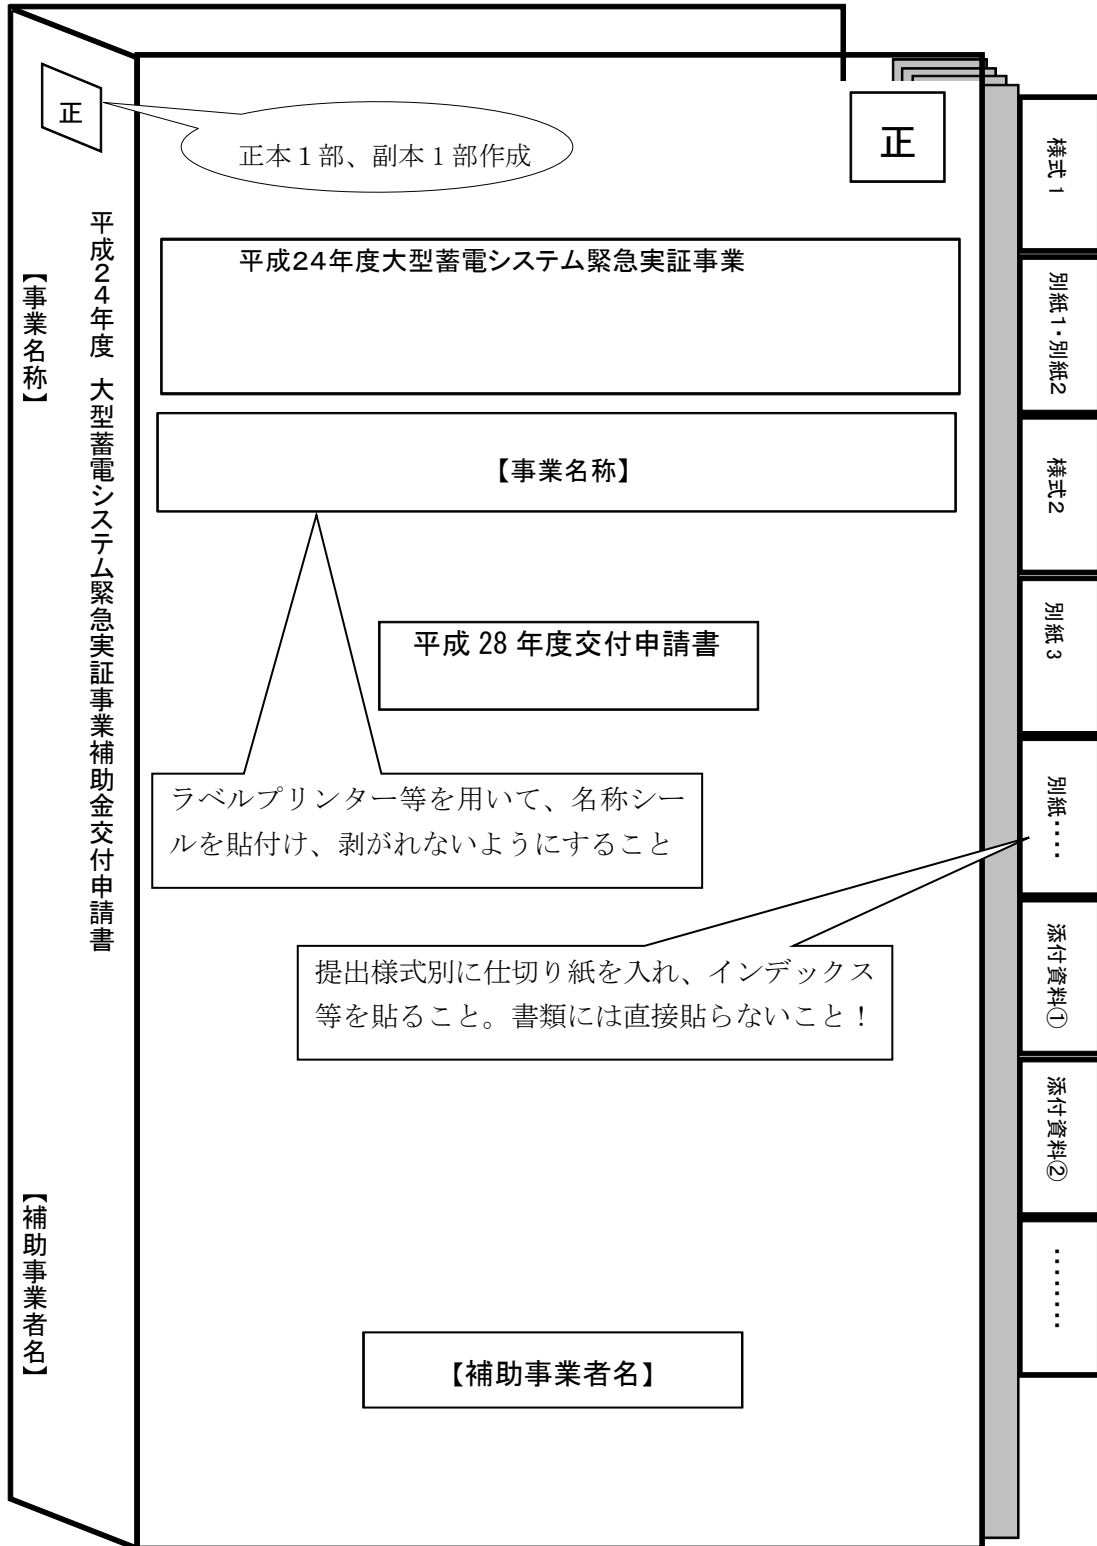 正
正本１部、副本１部作成
正
平成２４年度 大型蓄電システム緊急実証事業補助金交付申請書
【事業名称】
【補助事業者名】
平成２４年度大型蓄電システム緊急実証事業
【事業名称】
平成 28 年度交付申請書
ラベルプリンター等を用いて、名称シー
ルを貼付け、剥がれないようにすること
提出様式別に仕切り紙を入れ、インデックス
等を貼ること。書類には直接貼らないこと！
【補助事業者名】
様式１
別紙１・別紙２
様式２
別紙３
別紙‥‥
添付資料①
添付資料②
………